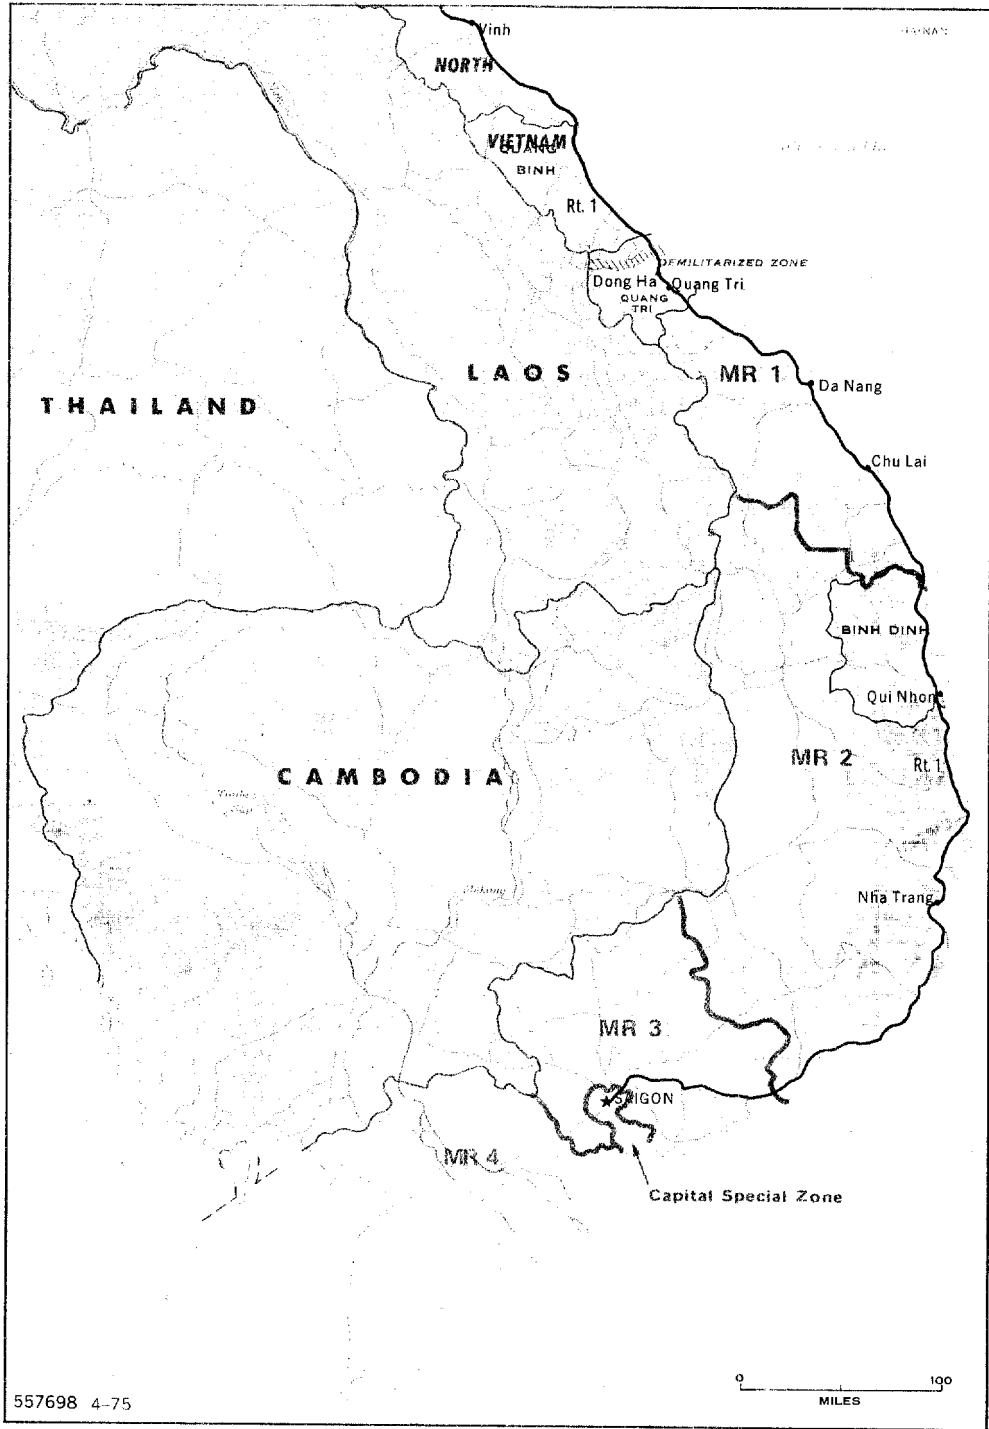 Vinh
HAINAN
NORTH
VIETNAM
QUANG
BINH
Rt. 1
DEMILITARIZED ZONE
Dong Ha
Quang Tri
QUANG
TRI
LAOS
MR 1
Da Nang
THAILAND
Chu Lai
BINH DINH
Qui Nhon
MR 2
Rt. 1
CAMBODIA
Mekong
Nha Trang
MR 3
SAIGON
MR 4
Capital Special Zone
0 100
MILES
557698 4-75